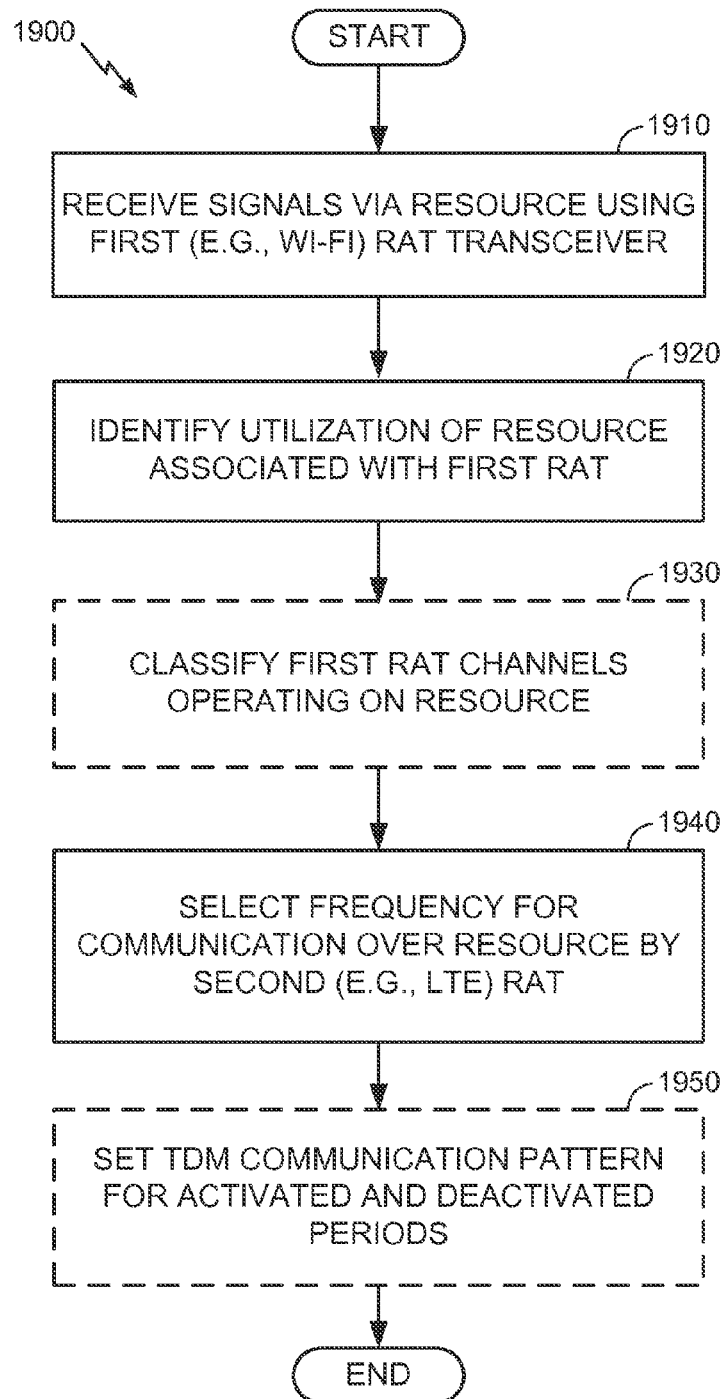 1900
START
1910
RECEIVE SIGNALS VIA RESOURCE USING
FIRST (E.G., WI-FI) RAT TRANSCEIVER
1920
IDENTIFY UTILIZATION OF RESOURCE
ASSOCIATED WITH FIRST RAT
1930
CLASSIFY FIRST RAT CHANNELS
OPERATING ON RESOURCE
1940
SELECT FREQUENCY FOR
COMMUNICATION OVER RESOURCE BY
SECOND (E.G., LTE) RAT
1950
SET TDM COMMUNICATION PATTERN
FOR ACTIVATED AND DEACTIVATED
PERIODS
END